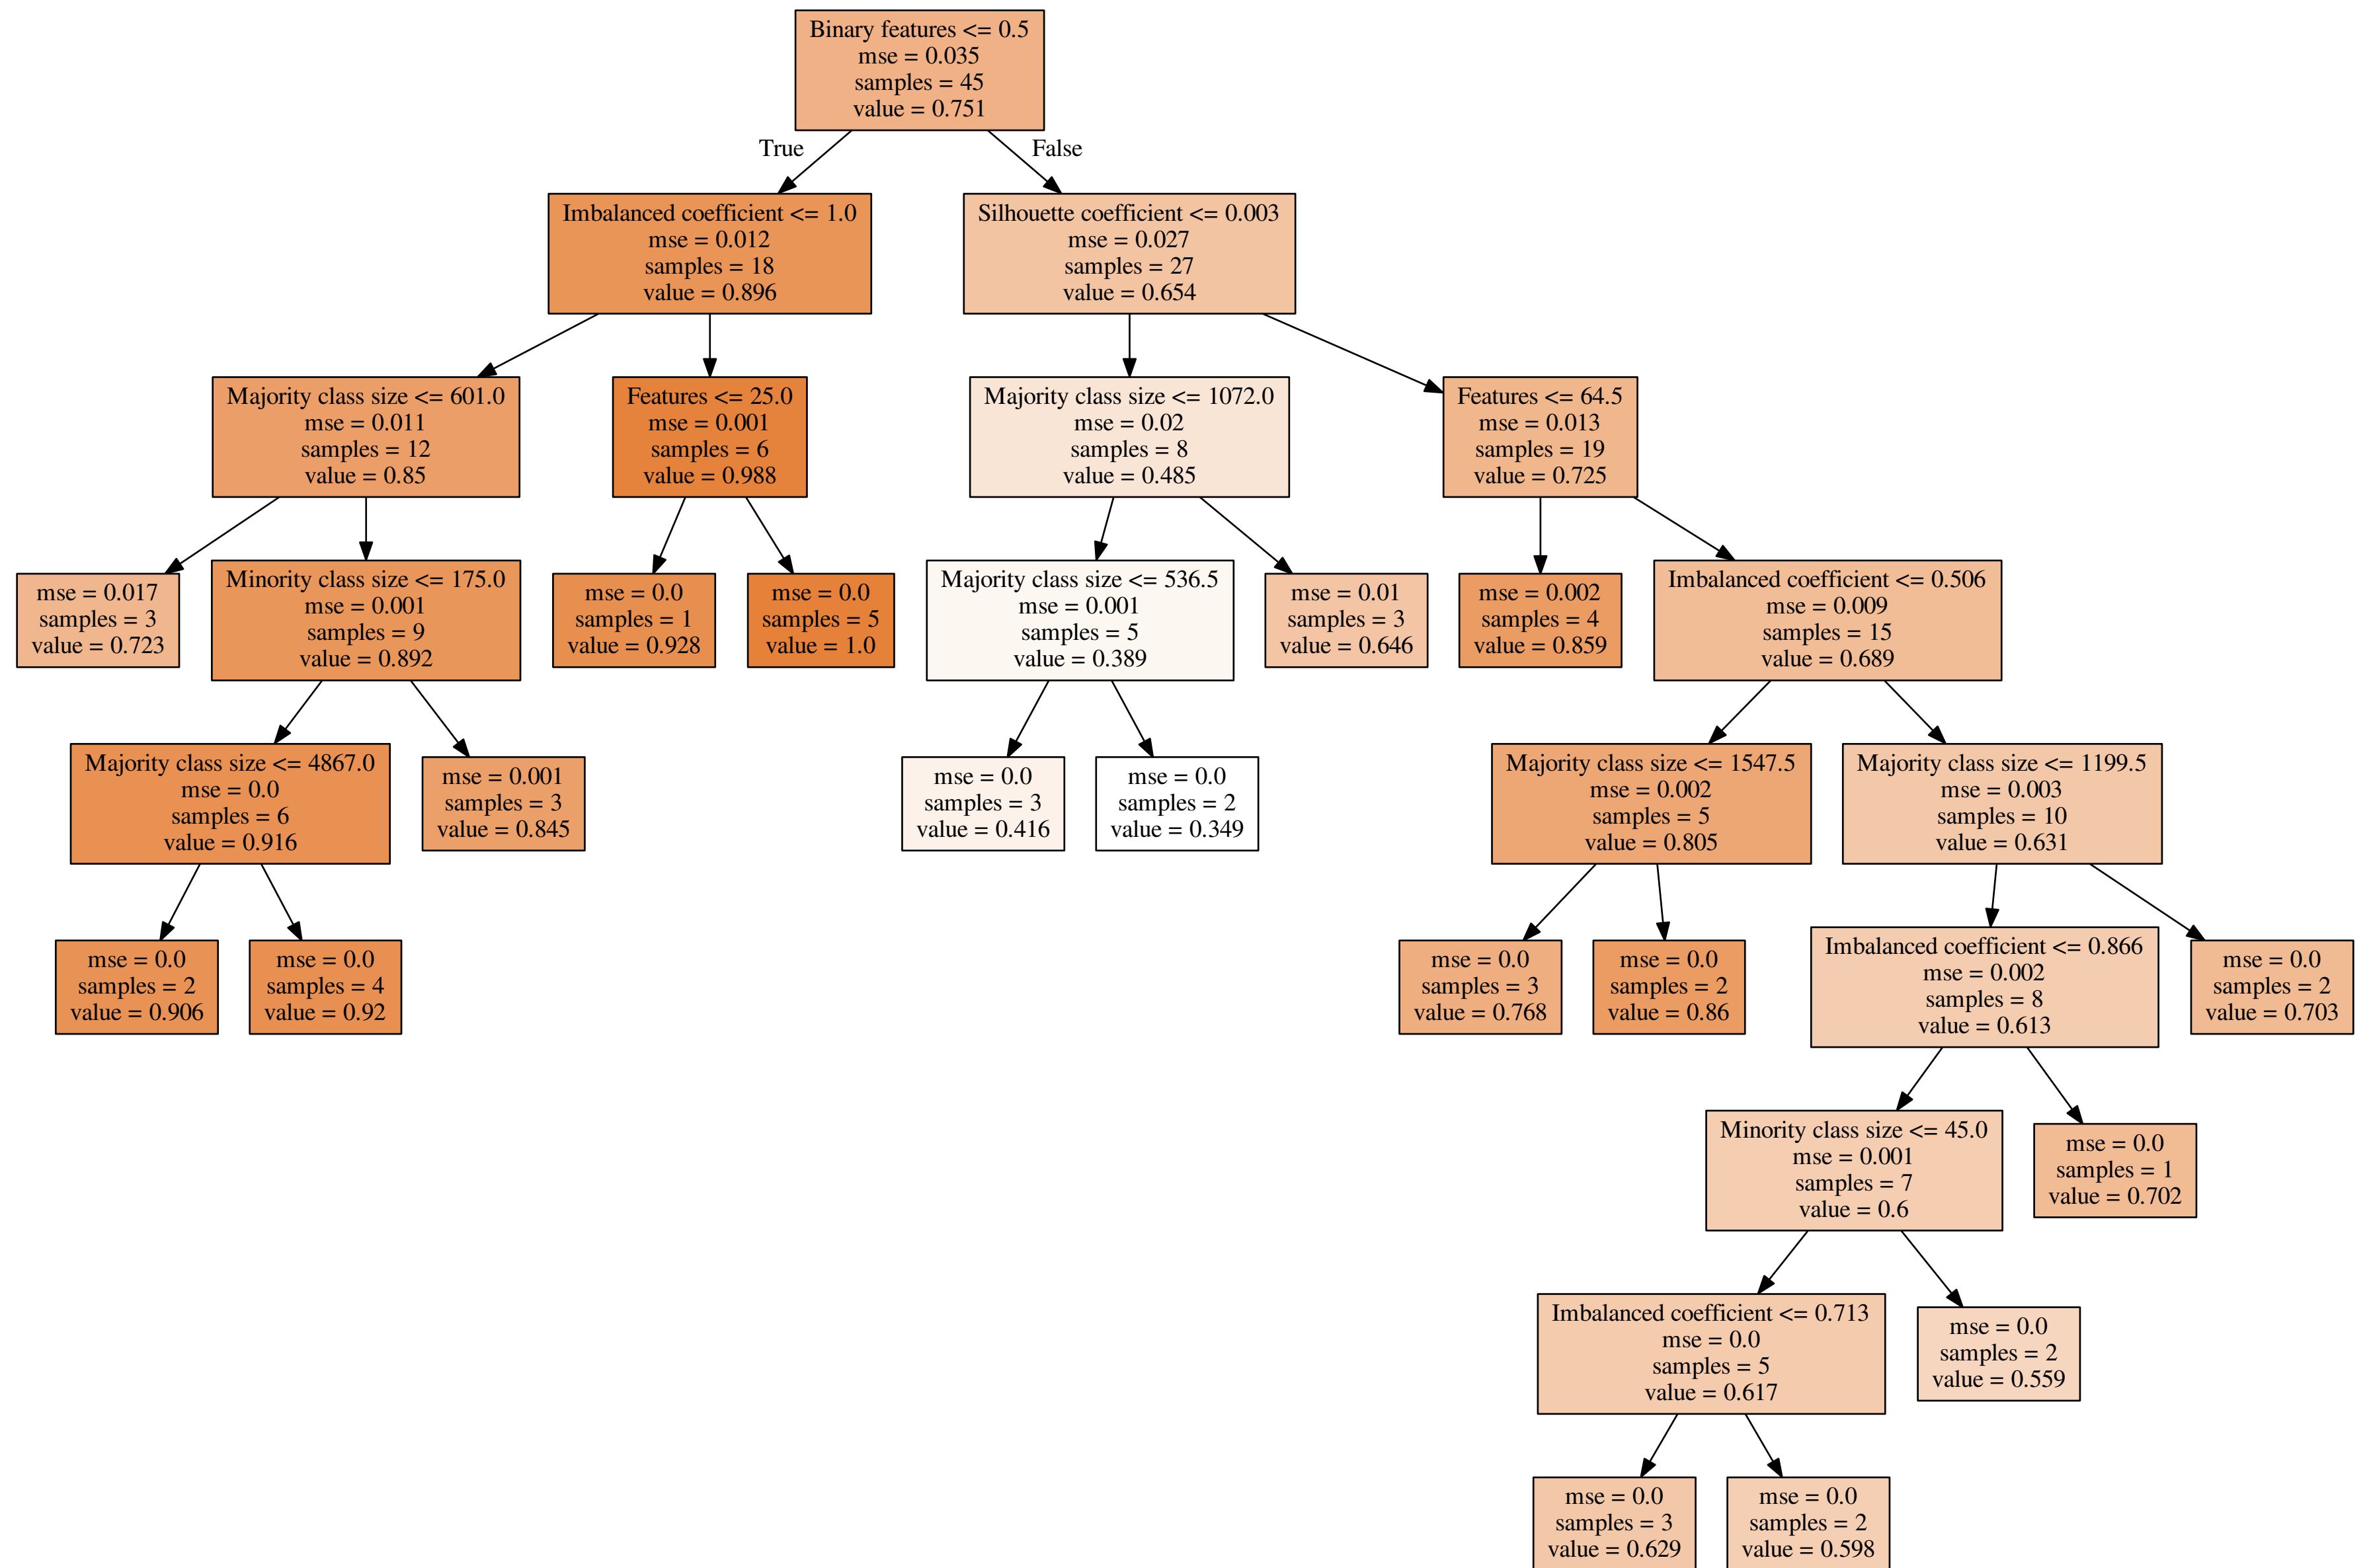 Binary features <= 0.5
mse = 0.035
samples = 45
value = 0.751
True
False
Imbalanced coefficient <= 1.0
mse = 0.012
samples = 18
value = 0.896
Silhouette coefficient <= 0.003
mse = 0.027
samples = 27
value = 0.654
Majority class size <= 601.0
mse = 0.011
samples = 12
value = 0.85
Features <= 25.0
mse = 0.001
samples = 6
value = 0.988
Majority class size <= 1072.0
mse = 0.02
samples = 8
value = 0.485
Features <= 64.5
mse = 0.013
samples = 19
value = 0.725
mse = 0.017
samples = 3
value = 0.723
Minority class size <= 175.0
mse = 0.001
samples = 9
value = 0.892
mse = 0.0
samples = 1
value = 0.928
mse = 0.0
samples = 5
value = 1.0
Majority class size <= 536.5
mse = 0.001
samples = 5
value = 0.389
mse = 0.01
samples = 3
value = 0.646
mse = 0.002
samples = 4
value = 0.859
Imbalanced coefficient <= 0.506
mse = 0.009
samples = 15
value = 0.689
Majority class size <= 4867.0
mse = 0.0
samples = 6
value = 0.916
mse = 0.001
samples = 3
value = 0.845
mse = 0.0
samples = 3
value = 0.416
mse = 0.0
samples = 2
value = 0.349
Majority class size <= 1547.5
mse = 0.002
samples = 5
value = 0.805
Majority class size <= 1199.5
mse = 0.003
samples = 10
value = 0.631
mse = 0.0
samples = 2
value = 0.906
mse = 0.0
samples = 4
value = 0.92
mse = 0.0
samples = 3
value = 0.768
mse = 0.0
samples = 2
value = 0.86
Imbalanced coefficient <= 0.866
mse = 0.002
samples = 8
value = 0.613
mse = 0.0
samples = 2
value = 0.703
Minority class size <= 45.0
mse = 0.001
samples = 7
value = 0.6
mse = 0.0
samples = 1
value = 0.702
Imbalanced coefficient <= 0.713
mse = 0.0
samples = 5
value = 0.617
mse = 0.0
samples = 2
value = 0.559
mse = 0.0
samples = 3
value = 0.629
mse = 0.0
samples = 2
value = 0.598